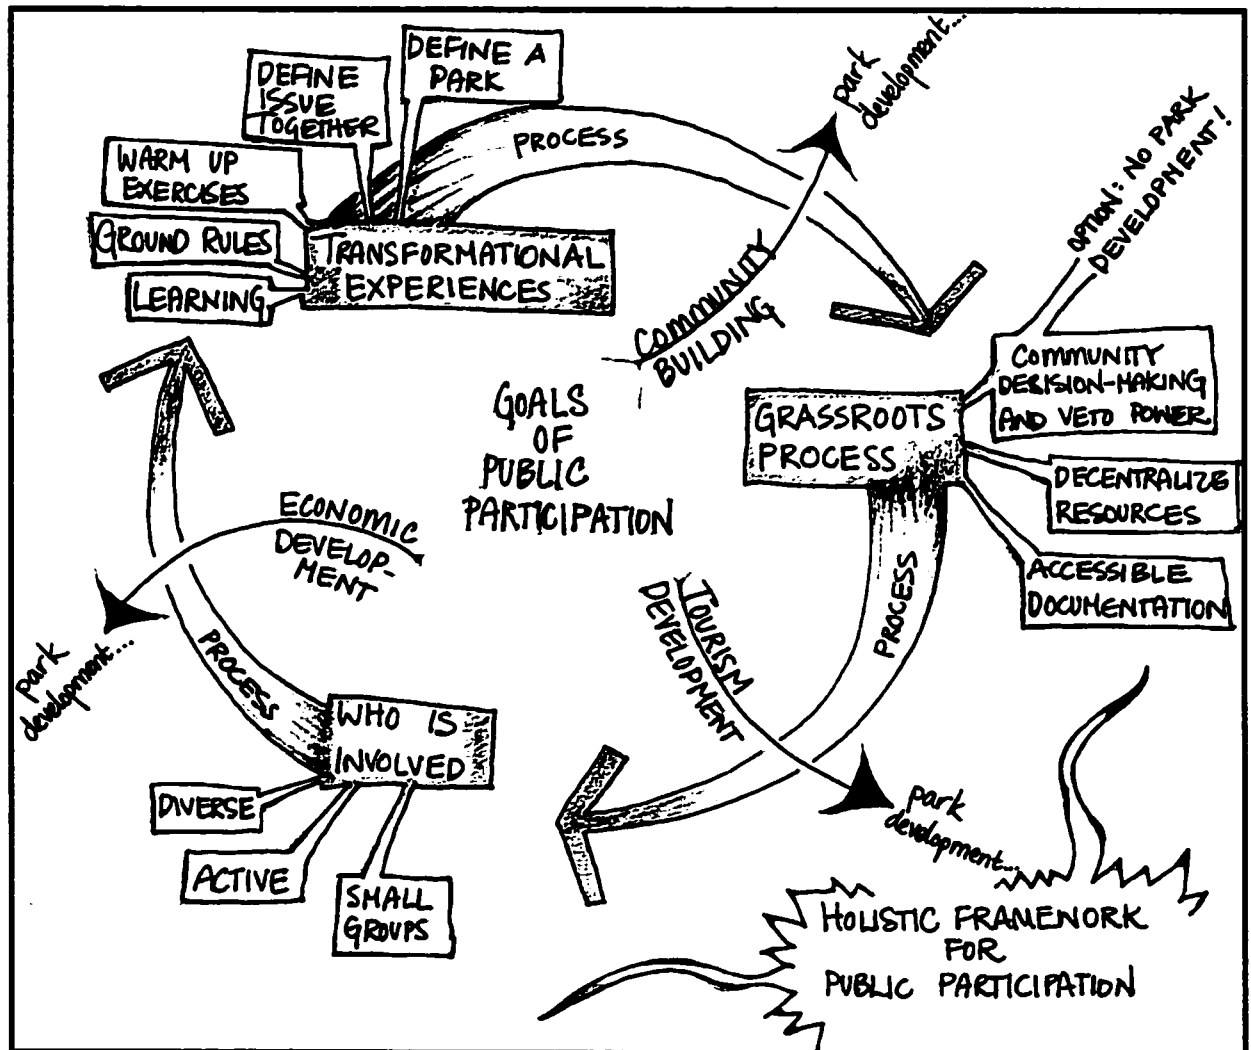 DEFINE A
PARK
DEFINE
ISSUE
TOGETHER
WARM UP
EXERCISES
GROUND RULES
LEARNING
TRANSFORMATIONAL
EXPERIENCES
PROCESS
park
development...
COMMUNITY
BUILDING
OPTION: NO PARK
DEVELOPMENT!
COMMUNITY
DECISION-MAKING
AND VETO POWER
GRASSROOTS
PROCESS
DECENTRALIZE
RESOURCES
ACCESSIBLE
DOCUMENTATION
GOALS
OF
PUBLIC
PARTICIPATION
ECONOMIC
DEVELOP-
MENT
park
development...
PROCESS
TOURISM
DEVELOPMENT
PROCESS
park
development...
WHO IS
INVOLVED
DIVERSE
ACTIVE
SMALL
GROUPS
HOLISTIC FRAMEWORK
FOR
PUBLIC PARTICIPATION